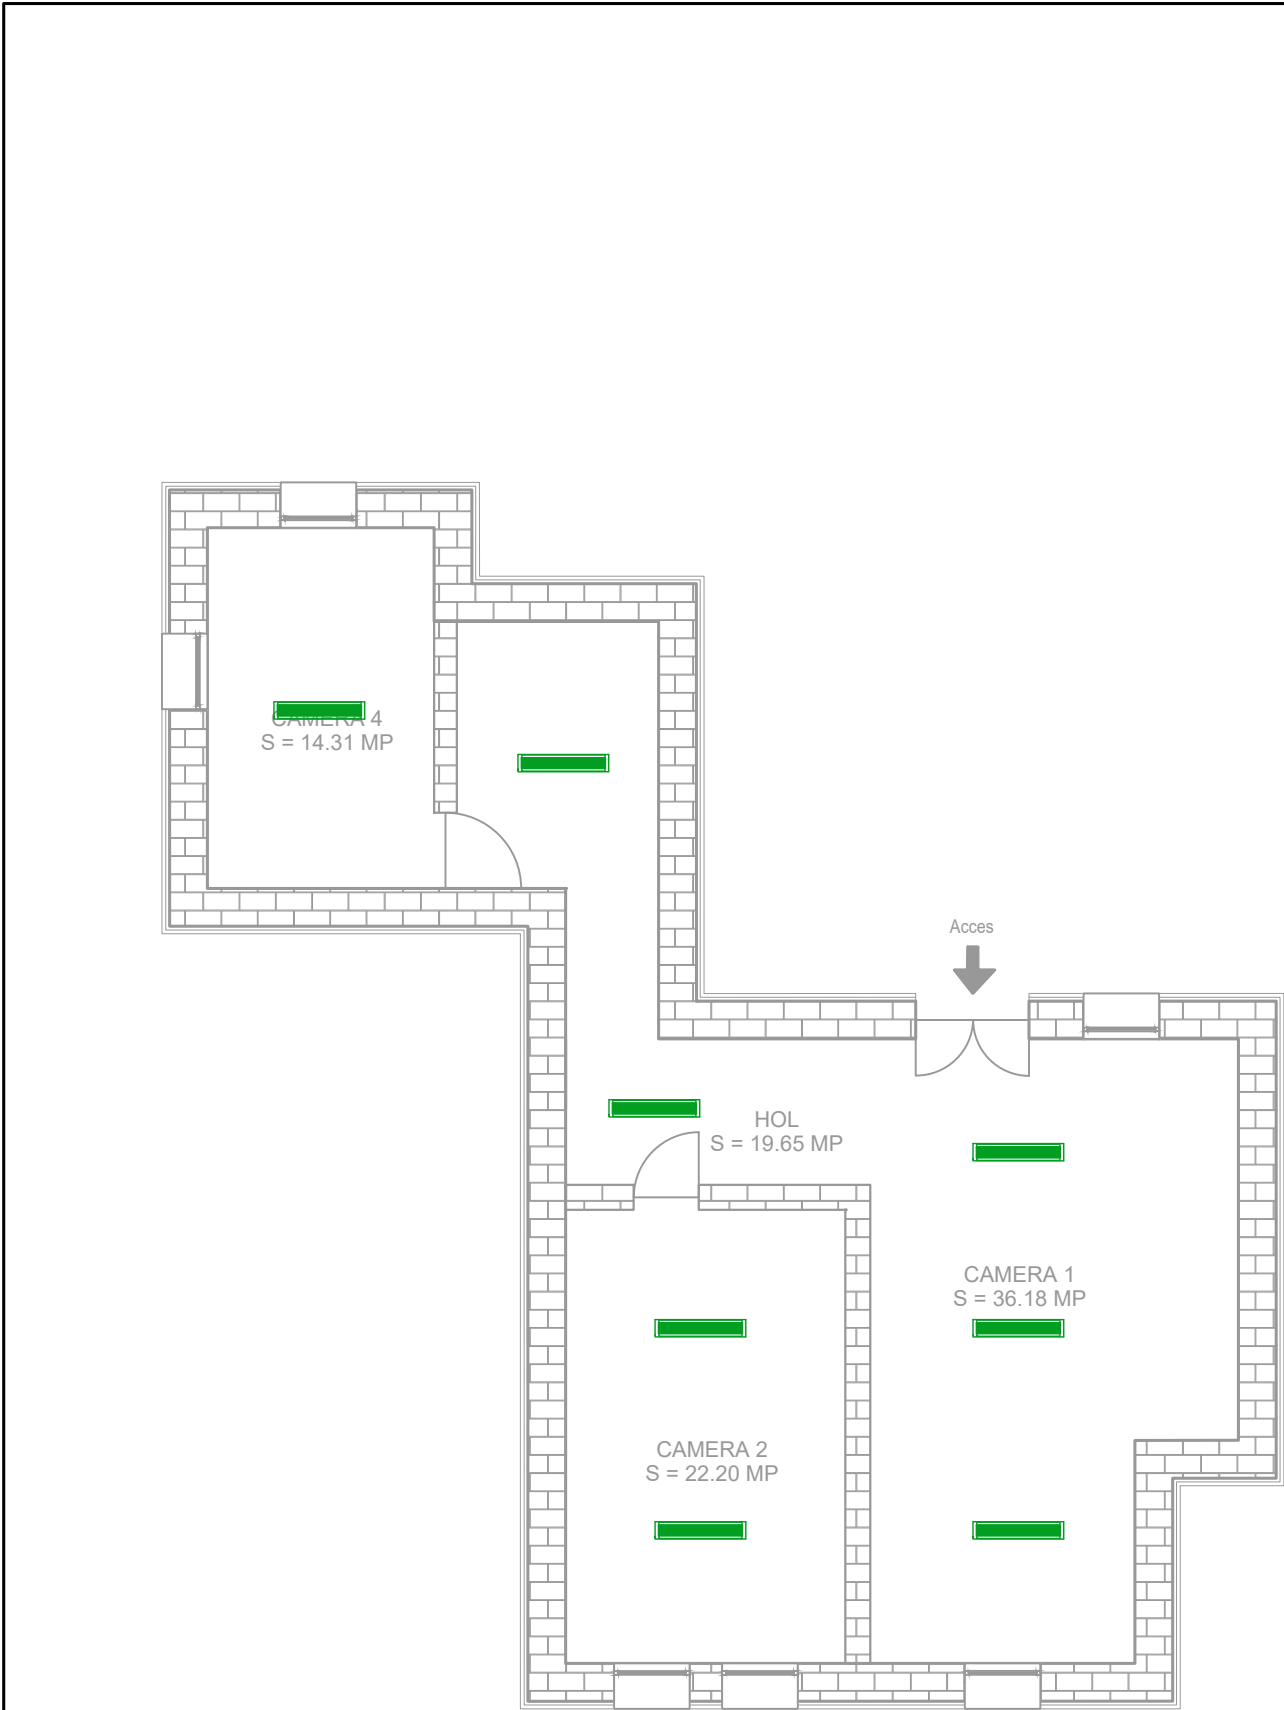 CAMERA 4
S = 14.31 MP
Acces
HOL
S = 19.65 MP
CAMERA 1
S = 36.18 MP
CAMERA 2
S = 22.20 MP